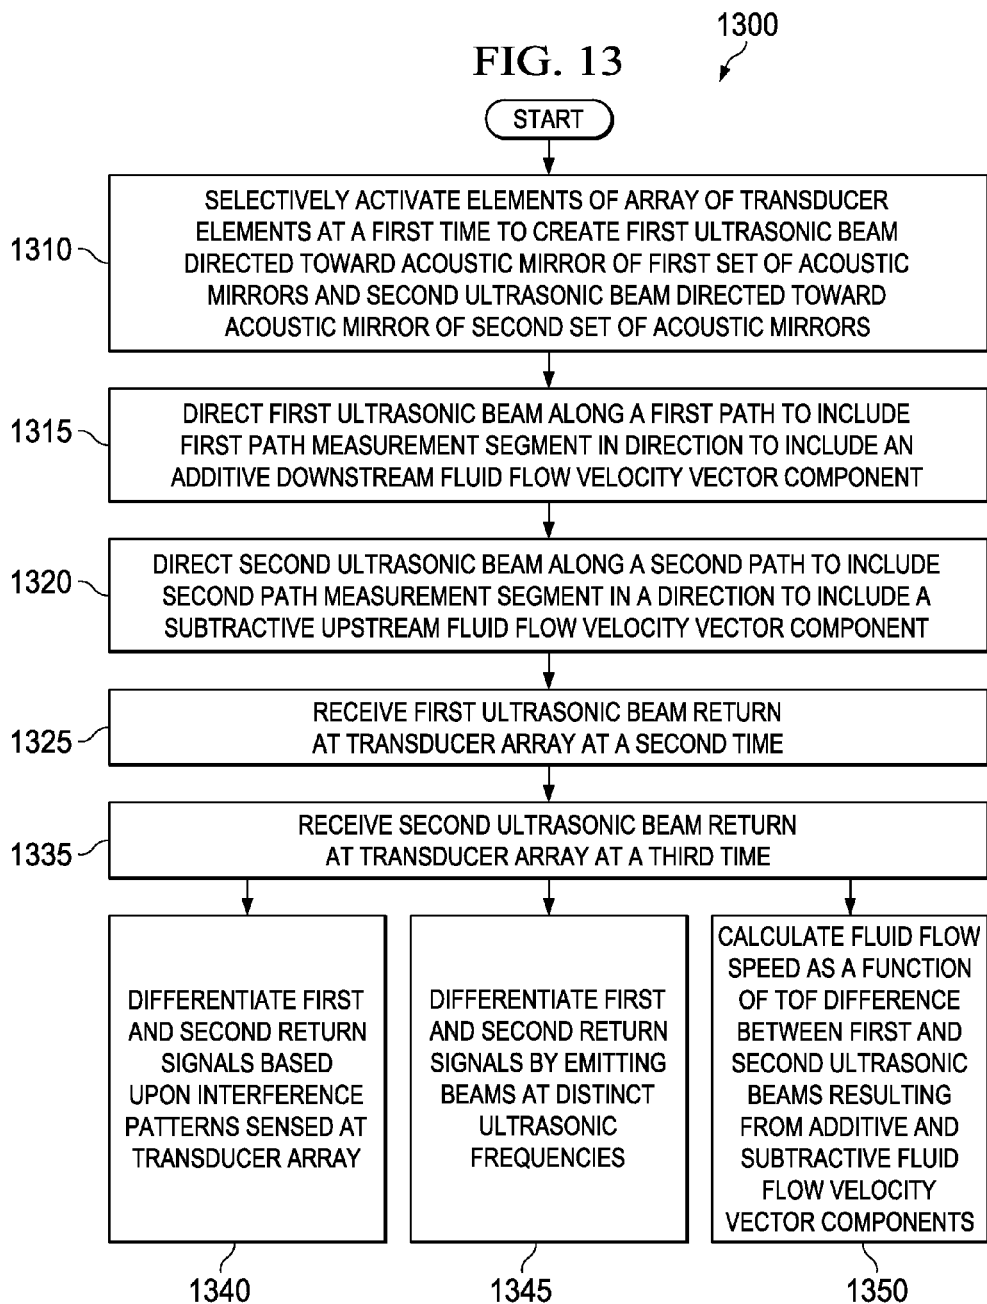 1300
FIG. 13
START
1310
SELECTIVELY ACTIVATE ELEMENTS OF ARRAY OF TRANSDUCER
ELEMENTS AT A FIRST TIME TO CREATE FIRST ULTRASONIC BEAM
DIRECTED TOWARD ACOUSTIC MIRROR OF FIRST SET OF ACOUSTIC
MIRRORS AND SECOND ULTRASONIC BEAM DIRECTED TOWARD
ACOUSTIC MIRROR OF SECOND SET OF ACOUSTIC MIRRORS
1315
DIRECT FIRST ULTRASONIC BEAM ALONG A FIRST PATH TO INCLUDE
FIRST PATH MEASUREMENT SEGMENT IN DIRECTION TO INCLUDE AN
ADDITIVE DOWNSTREAM FLUID FLOW VELOCITY VECTOR COMPONENT
1320
DIRECT SECOND ULTRASONIC BEAM ALONG A SECOND PATH TO INCLUDE
SECOND PATH MEASUREMENT SEGMENT IN A DIRECTION TO INCLUDE A
SUBTRACTIVE UPSTREAM FLUID FLOW VELOCITY VECTOR COMPONENT
1325
RECEIVE FIRST ULTRASONIC BEAM RETURN
AT TRANSDUCER ARRAY AT A SECOND TIME
1335
RECEIVE SECOND ULTRASONIC BEAM RETURN
AT TRANSDUCER ARRAY AT A THIRD TIME
DIFFERENTIATE FIRST
AND SECOND RETURN
SIGNALS BASED
UPON INTERFERENCE
PATTERNS SENSED AT
TRANSDUCER ARRAY
1340
DIFFERENTIATE FIRST
AND SECOND RETURN
SIGNALS BY EMITTING
BEAMS AT DISTINCT
ULTRASONIC
FREQUENCIES
1345
CALCULATE FLUID FLOW
SPEED AS A FUNCTION
OF TOF DIFFERENCE
BETWEEN FIRST AND
SECOND ULTRASONIC
BEAMS RESULTING
FROM ADDITIVE AND
SUBTRACTIVE FLUID
FLOW VELOCITY
VECTOR COMPONENTS
1350